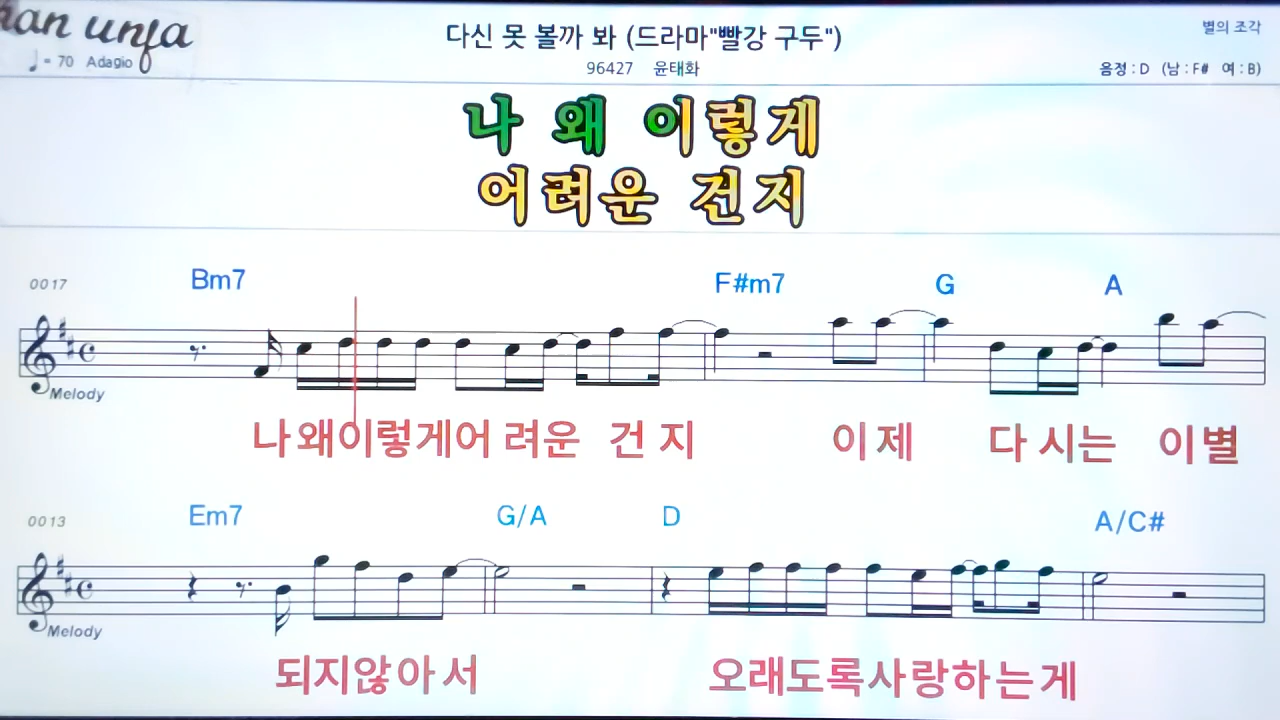 han unfa
♩= 70 Adagio
다신 못 볼까 봐 (드라마"빨강 구두")
96427 윤태화
별의 조각
음정 : D (남 : F# 여 : B)
나 왜 이렇게
어려운 건지
0017
Bm7 F#m7 G A
Melody
나왜이렇게어 려운 건 지 이 제 다 시는 이별
0013
Em7 G/A D A/C#
Melody
되지않아 서 오래도록사랑하는게